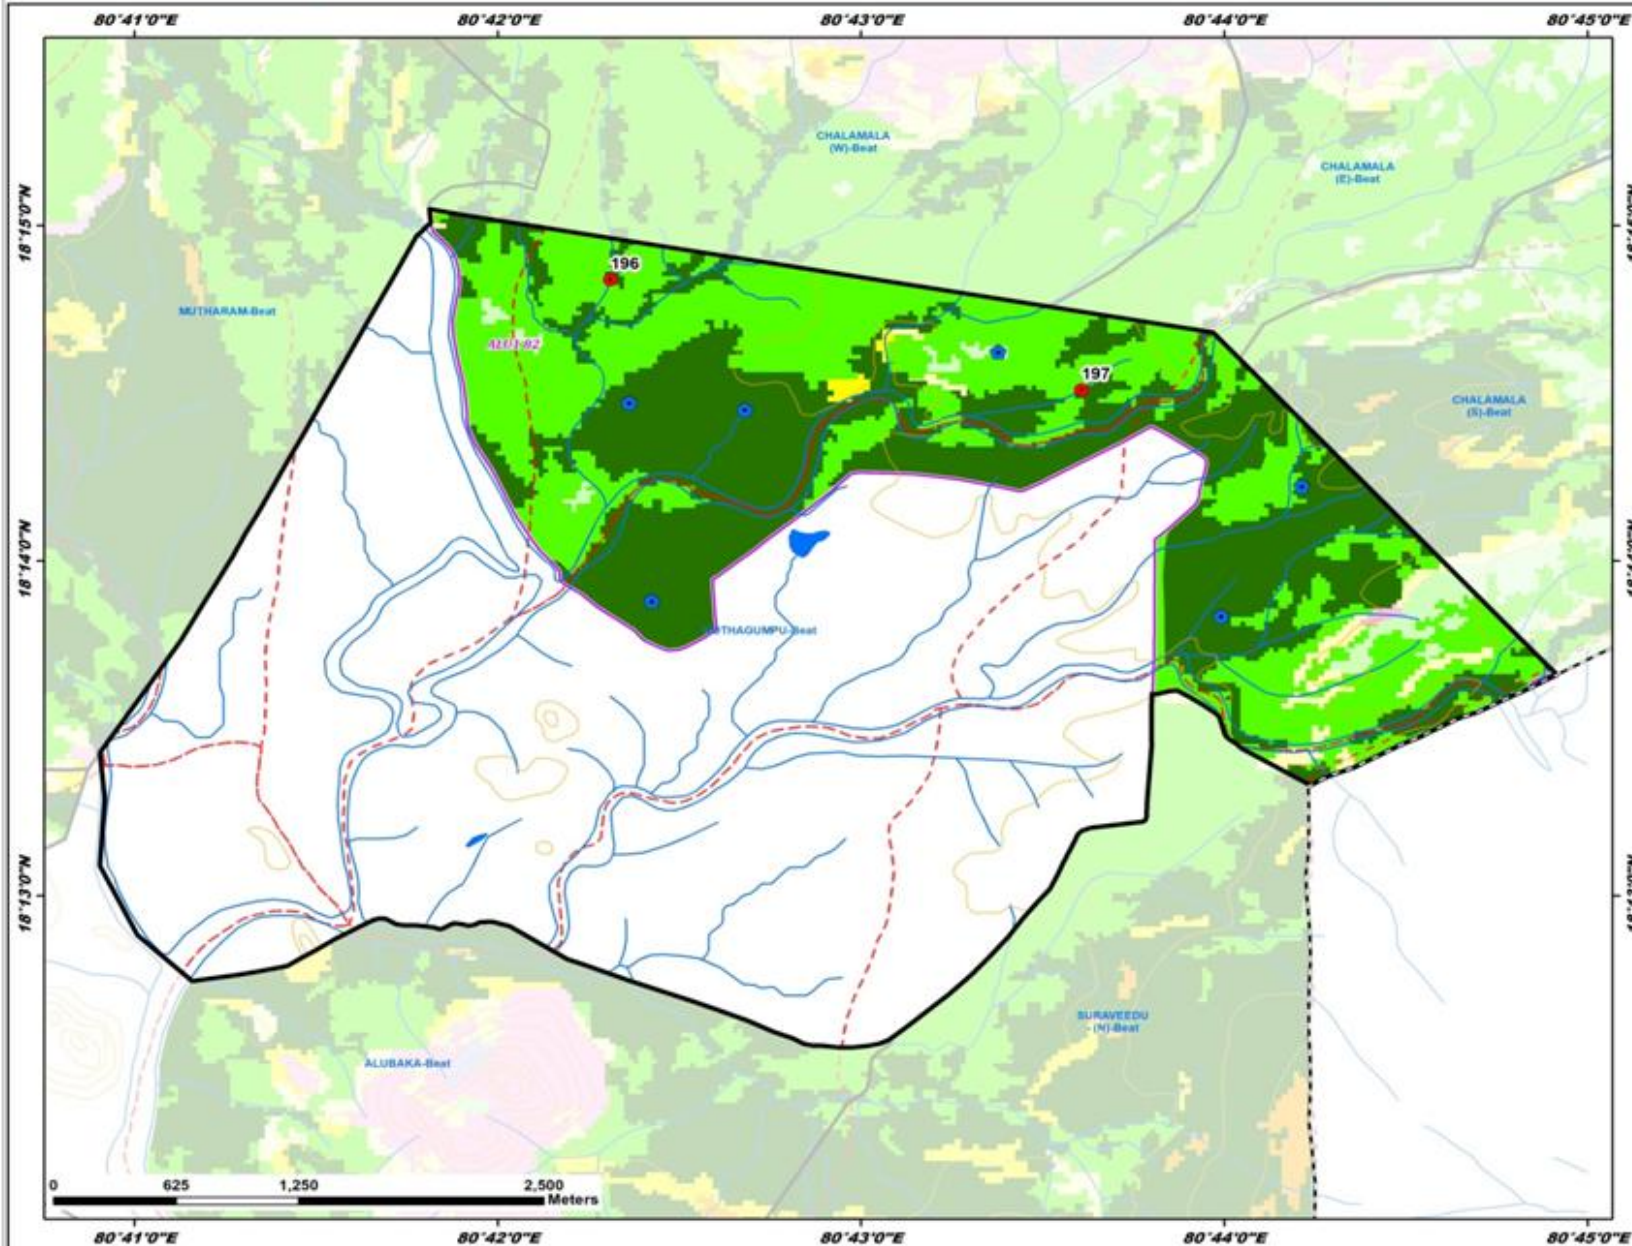 80°41'0"E 80°42'0"E 80°43'0"E 80°44'0"E 80°45'0"E
CHALAMALA
(W)-Beat
CHALAMALA
(E)-Beat
18°15'0"N
196
MUTHARAM-Beat
197
CHALAMALA
(S)-Beat
18°14'0"N
18°14'0"N
18°13'0"N
SURAVEEDU
- (N)-Beat
ALUBAKA-Beat
0 625 1,250 2,500
Meters
80°41'0"E 80°42'0"E 80°43'0"E 80°44'0"E 80°45'0"E